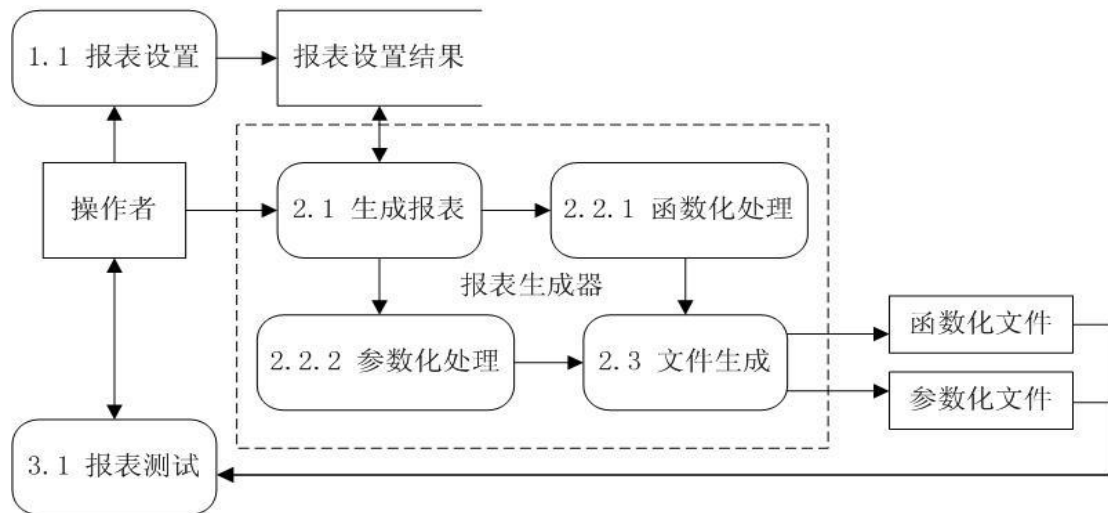 1.1 报表设置
报表设置结果
操作者
2.1 生成报表
2.2.1 函数化处理
报表生成器
2.2.2 参数化处理
2.3 文件生成
函数化文件
参数化文件
3.1 报表测试